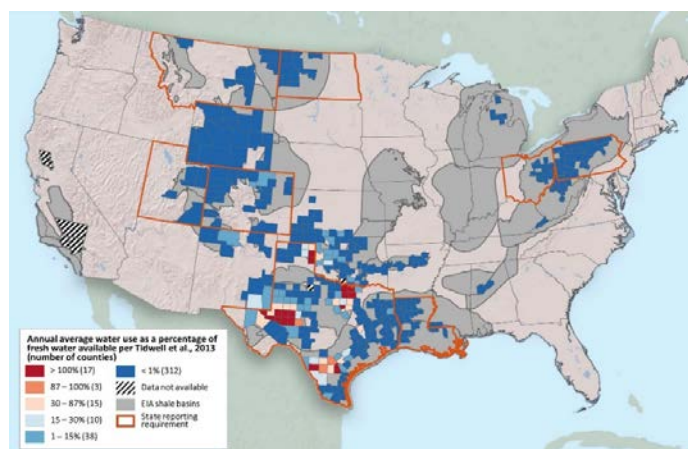 Annual average water use as a percentage of
fresh water available per Tidwell et al., 2013
(number of counties)
> 100% (17)
87 – 100% (3)
30 – 87% (15)
15 – 30% (10)
1 – 15% (38)
< 1% (312)
Data not available
EIA shale basins
State reporting
requirement